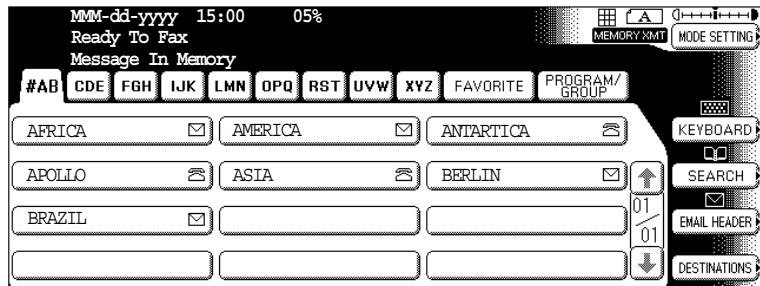 MMM-dd-yyyy 15:00 05%
Ready To Fax
Message In Memory
A
MEMORY XMT
MODE SETTING
#AB CDE FGH IJK LMN OPQ RST UVW XYZ FAVORITE PROGRAM/
GROUP
AFRICA AMERICA ANTARTICA
KEYBOARD
APOLLO ASIA BERLIN
SEARCH
BRAZIL
01
01
EMAIL HEADER
DESTINATIONS